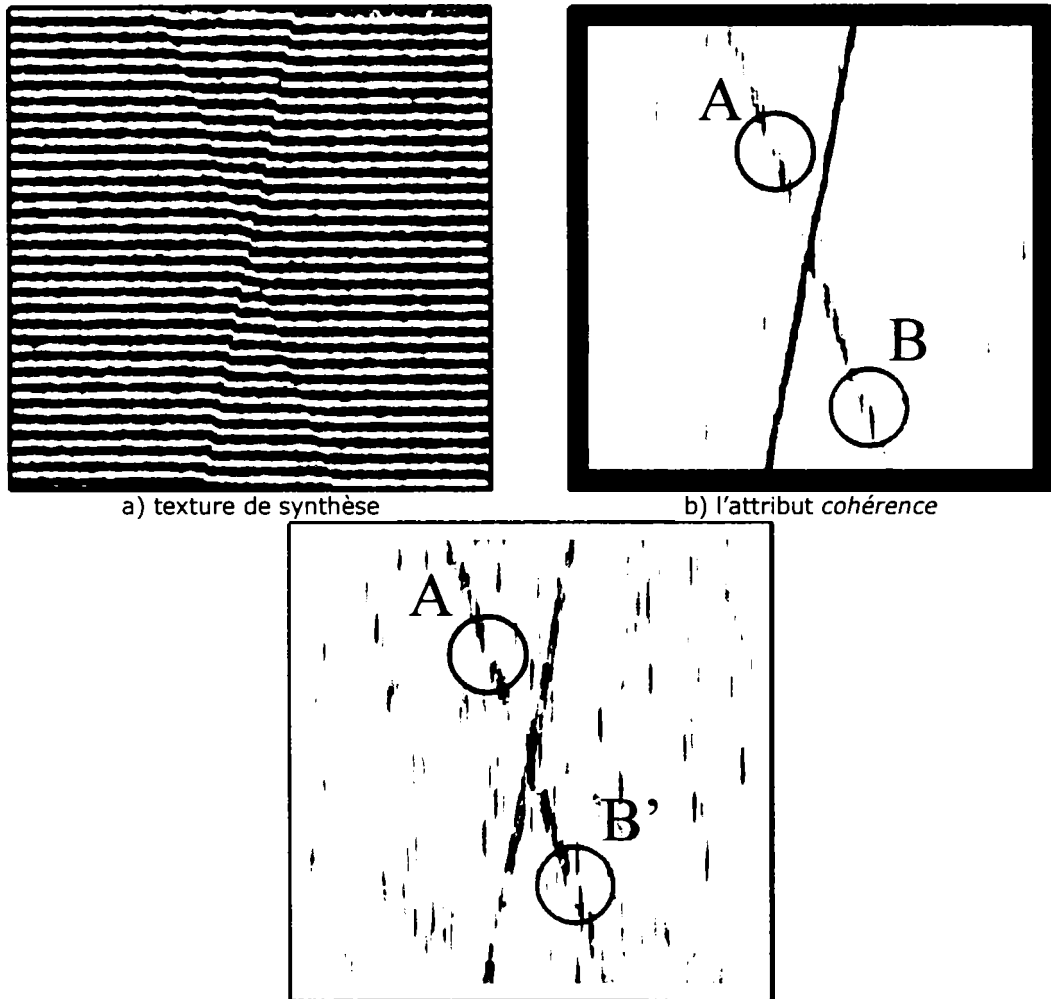 A
B
a) texture de synthèse
b) l'attribut cohérence
A
B’